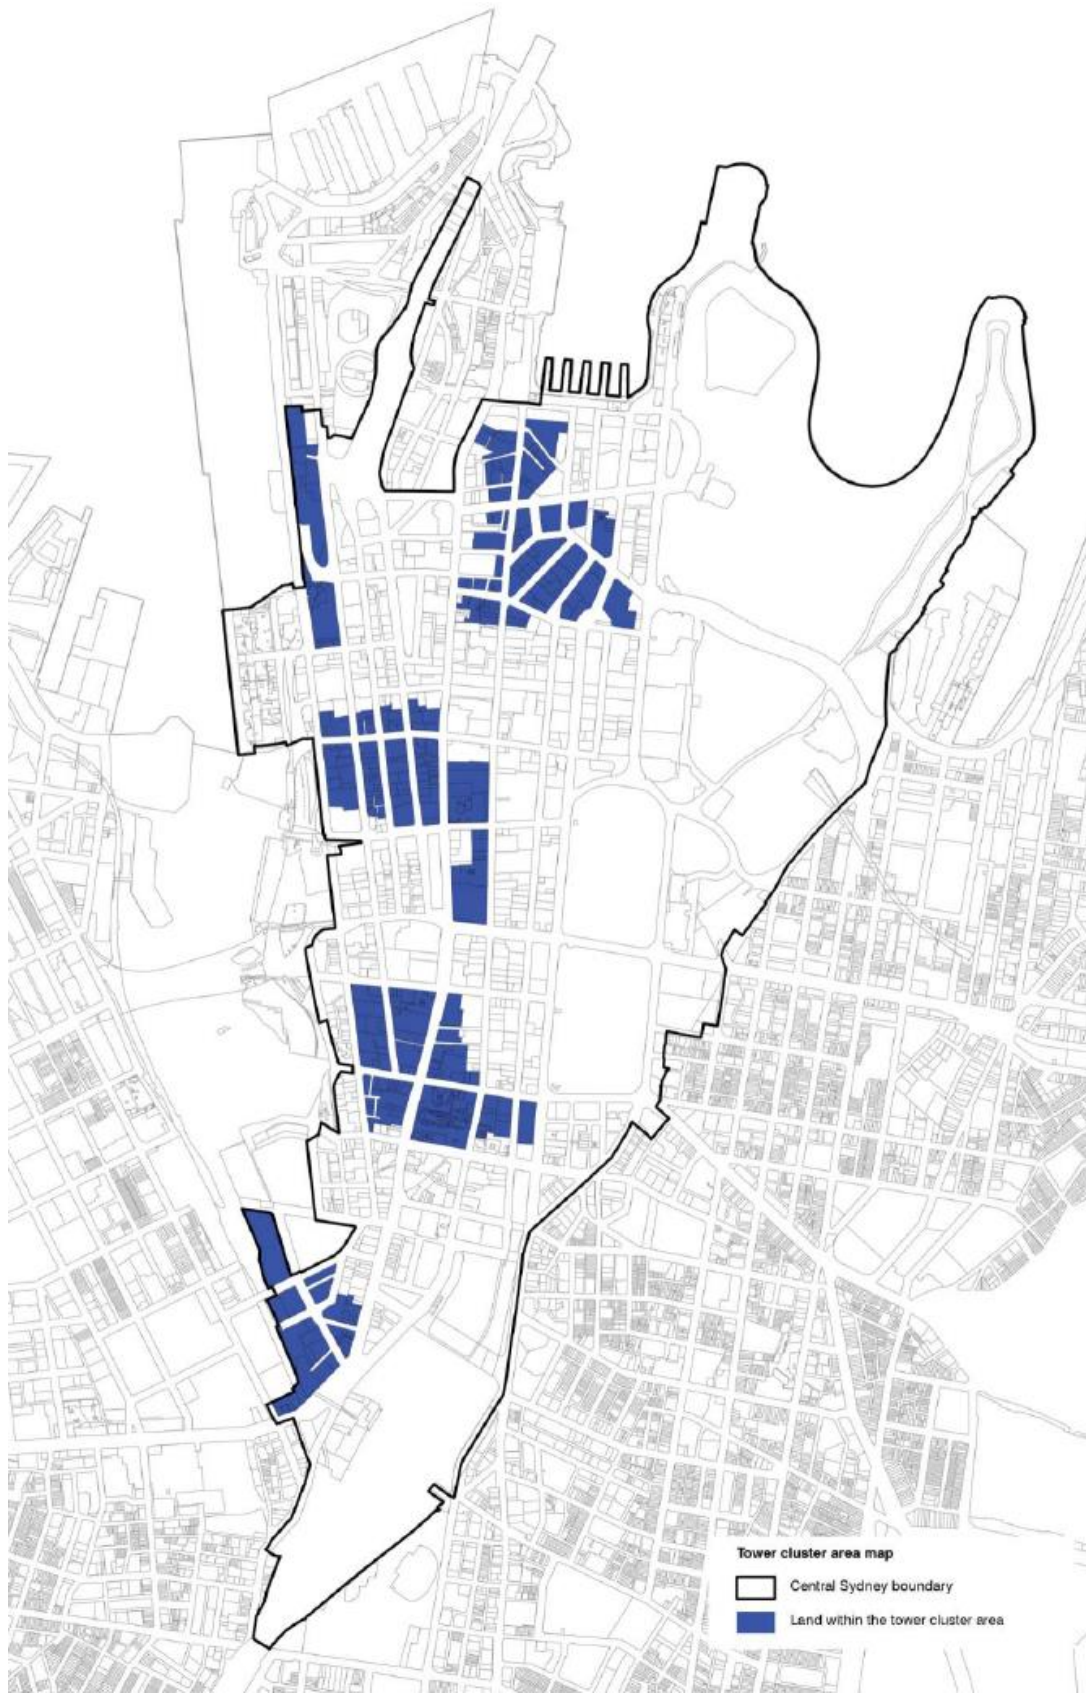 Tower cluster area map
Central Sydney boundary
Land within the tower cluster area